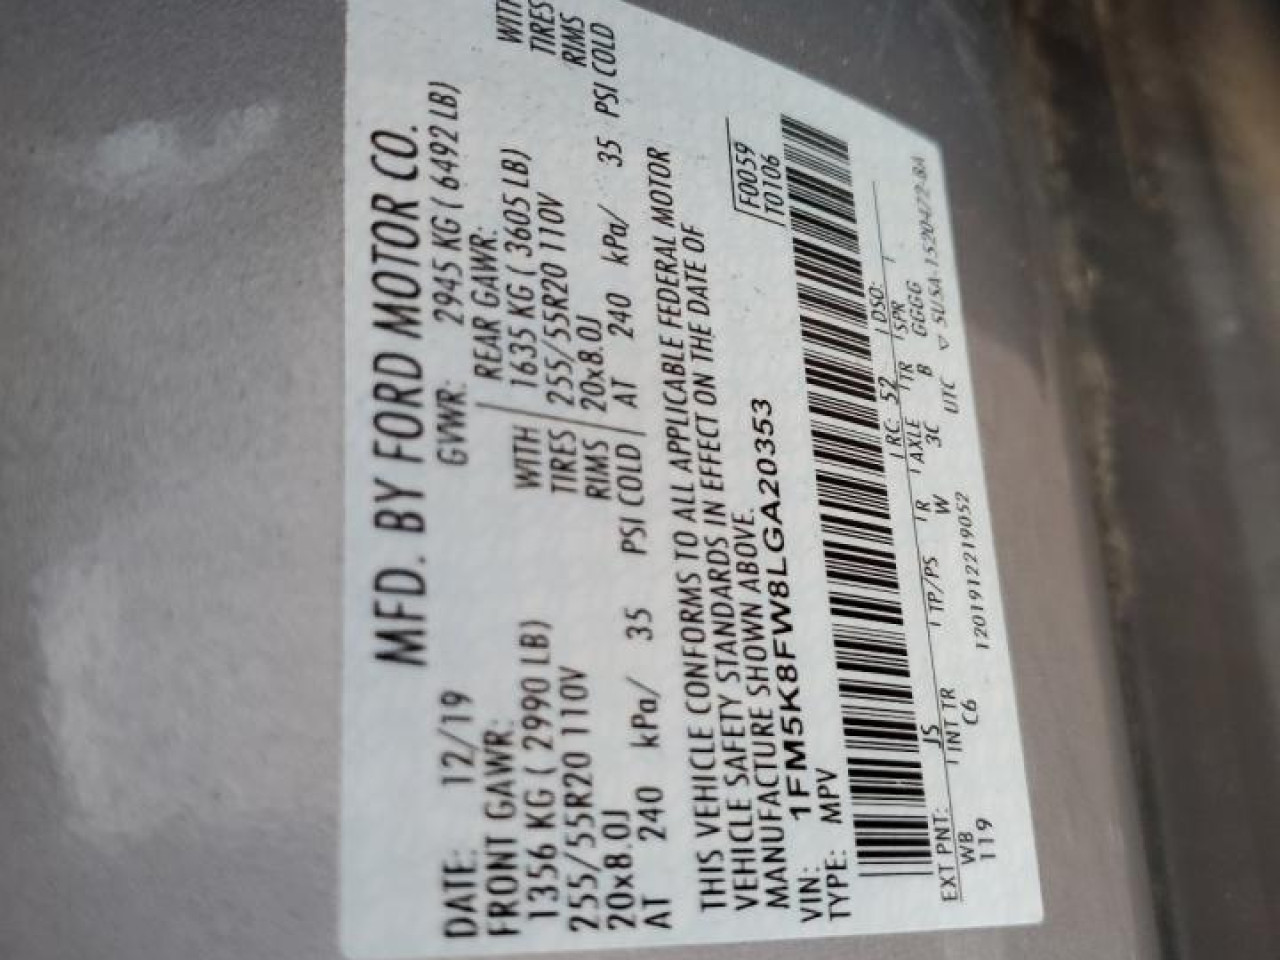 MFD. BY FORD MOTOR CO.
DATE: 12/19 GVWR: 2945 KG ( 6492 LB)
FRONT GAWR: REAR GAWR:
1356 KG ( 2990 LB) WITH 1635 KG ( 3605 LB) WITH
255/55R20 110V TIRES 255/55R20 110V TIRES
20x8.0J RIMS 20x8.0J RIMS
AT 240 kPa/ 35 PSI COLD AT 240 kPa/ 35 PSI COLD
THIS VEHICLE CONFORMS TO ALL APPLICABLE FEDERAL MOTOR
VEHICLE SAFETY STANDARDS IN EFFECT ON THE DATE OF
MANUFACTURE SHOWN ABOVE.
VIN: 1FM5K8FW8LGA20353 F0059
TYPE: MPV T0106
EXT PNT: JS RC: 52 DSO:
WB INT TR TP/PS R AXLE TR SPR
119 C6 W 3C B GGGG
1201912219052 UTC ▽ SUSA-1520472-BA